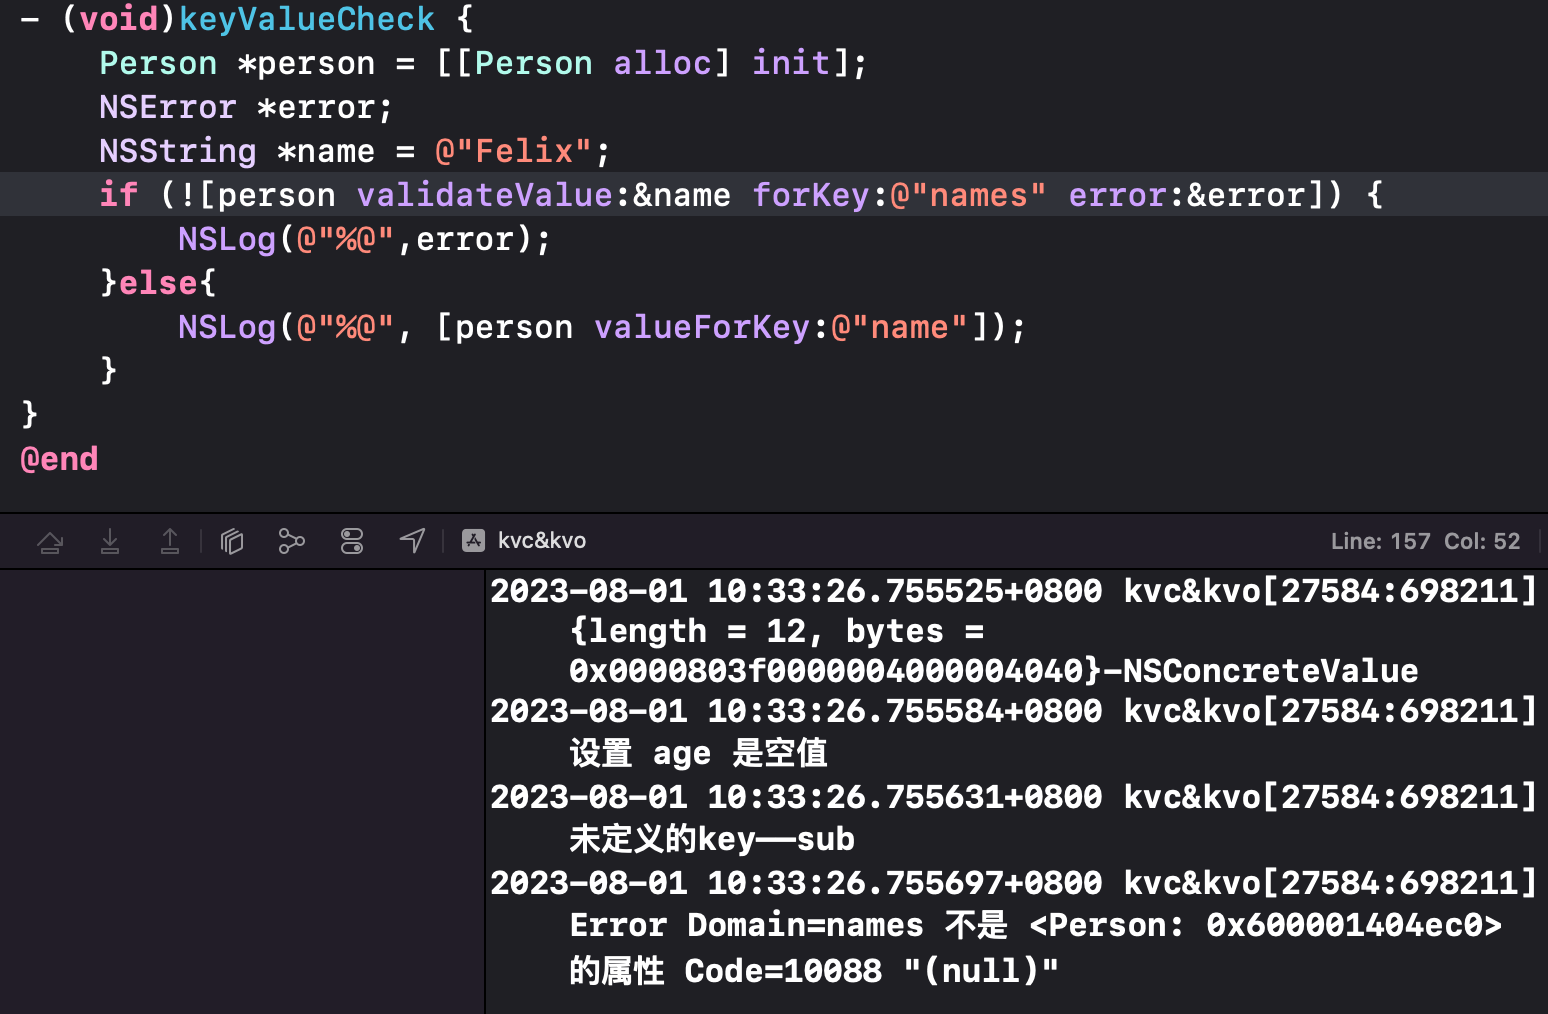 - (void)keyValueCheck {
    Person *person = [[Person alloc] init];
    NSError *error;
    NSString *name = @"Felix";
    if (![person validateValue:&name forKey:@"names" error:&error]) {
        NSLog(@"%@",error);
    }else{
        NSLog(@"%@", [person valueForKey:@"name"]);
    }
}
@end
kvc&kvo
Line: 157 Col: 52
2023-08-01 10:33:26.755525+0800 kvc&kvo[27584:698211]
{length = 12, bytes =
0x0000803f0000004000004040}-NSConcreteValue
2023-08-01 10:33:26.755584+0800 kvc&kvo[27584:698211]
设置 age 是空值
2023-08-01 10:33:26.755631+0800 kvc&kvo[27584:698211]
未定义的key——sub
2023-08-01 10:33:26.755697+0800 kvc&kvo[27584:698211]
Error Domain=names 不是 <Person: 0x600001404ec0>
的属性 Code=10088 "(null)"